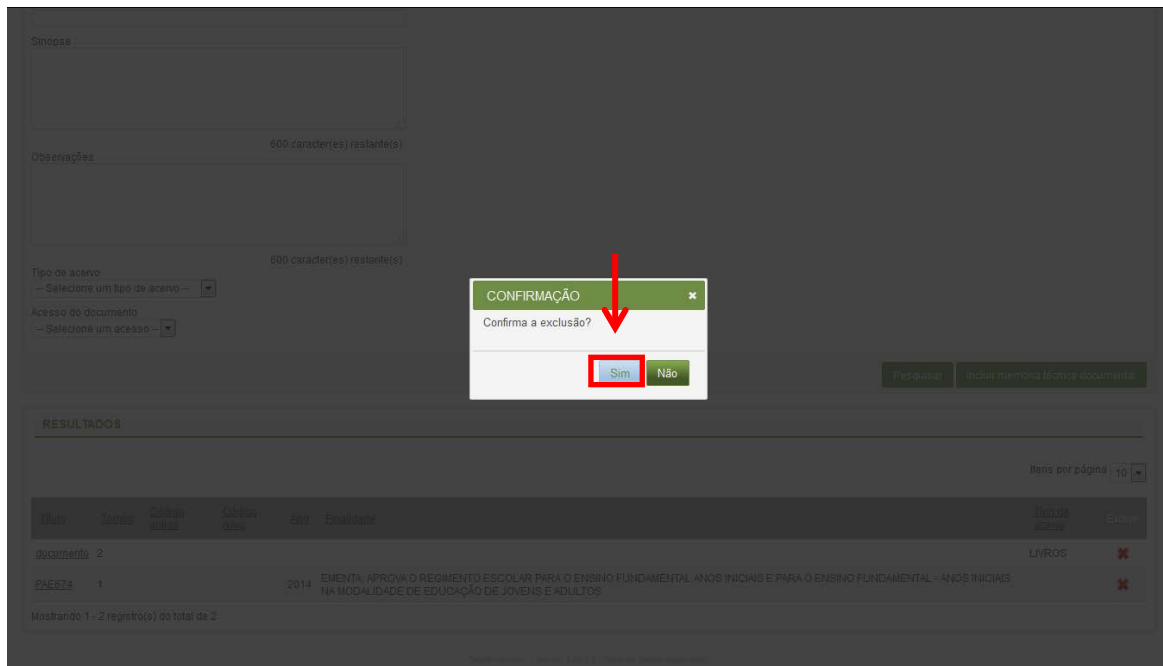 Sinopse
600 caracter(es) restante(s)
Observações
600 caracter(es) restante(s)
Tipo de acervo
-- Selecione um tipo de acervo --
Acesso do documento
-- Selecione um acesso --
CONFIRMAÇÃO
Confirma a exclusão?
Sim Não
Pesquisar Incluir memória técnica documental
RESULTADOS
Itens por página 10
Título Tombo Código antigo Código novo Ano Finalidade Tipo de acervo Excluir
documento 2 LIVROS
PAE674 1 2014 EMENTA: APROVA O REGIMENTO ESCOLAR PARA O ENSINO FUNDAMENTAL ANOS INICIAIS E PARA O ENSINO FUNDAMENTAL - ANOS INICIAIS
NA MODALIDADE DE EDUCAÇÃO DE JOVENS E ADULTOS
Mostrando 1 - 2 registro(s) do total de 2